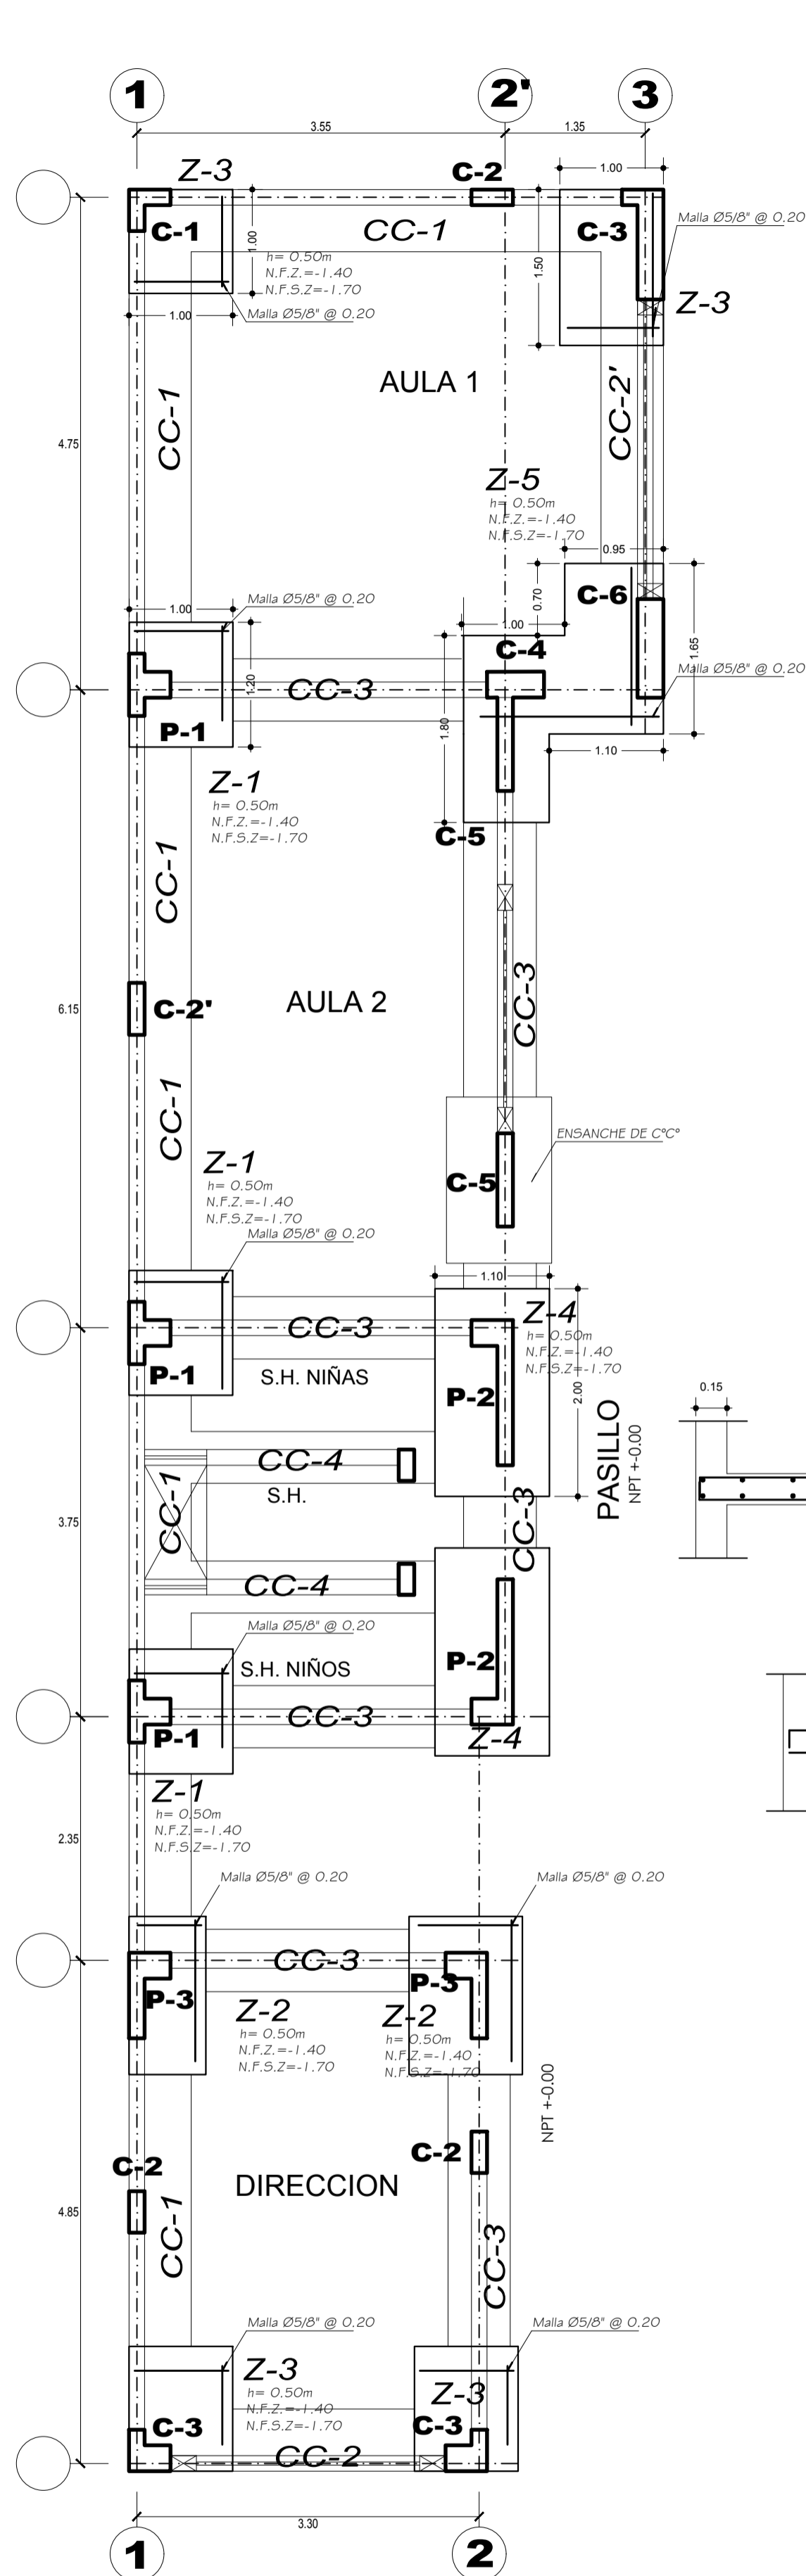 1
2'
3
3.55
1.35
Z-3
C-2
1.00
C-1
CC-1
C-3
Malla Ø5/8" @ 0.20
1.00
1.50
h= 0.50m
N.F.Z.=-1.40
N.F.S.Z=-1.70
Z-3
1.00
Malla Ø5/8" @ 0.20
AULA 1
CC-1
CC-2'
4.75
Z-5
h= 0.50m
N.F.Z.=-1.40
N.F.S.Z=-1.70
0.95
C-6
0.70
1.00
Malla Ø5/8" @ 0.20
1.00
C-4
1.65
Malla Ø5/8" @ 0.20
1.20
CC-3
P-1
1.80
1.10
Z-1
h= 0.50m
N.F.Z.=-1.40
N.F.S.Z=-1.70
C-5
CC-1
CC-3
AULA 2
C-2'
6.15
CC-1
ENSANCHE DE CºCº
Z-1
h= 0.50m
N.F.Z.=-1.40
N.F.S.Z=-1.70
C-5
Malla Ø5/8" @ 0.20
1.10
Z-4
h= 0.50m
N.F.Z.=-1.40
N.F.S.Z=-1.70
CC-3
P-1
S.H. NIÑAS
P-2
2.00
0.15
PASILLO
NPT +-0.00
CC-4
S.H.
CC-1
3.75
CC-3
CC-4
Malla Ø5/8" @ 0.20
S.H. NIÑOS
P-2
CC-3
P-1
Z-4
Z-1
h= 0.50m
N.F.Z.=-1.40
N.F.S.Z=-1.70
2.35
Malla Ø5/8" @ 0.20
Malla Ø5/8" @ 0.20
CC-3
P-3
P-3
Z-2
h= 0.50m
N.F.Z.=-1.40
N.F.S.Z=-1.70
Z-2
h= 0.50m
N.F.Z.=-1.40
N.F.S.Z=-1.70
NPT +-0.00
C-2
C-2
DIRECCION
4.85
CC-1
CC-3
Malla Ø5/8" @ 0.20
Malla Ø5/8" @ 0.20
Z-3
h= 0.50m
N.F.Z.=-1.40
N.F.S.Z=-1.70
Z-3
C-3
C-3
CC-2
3.30
1
2